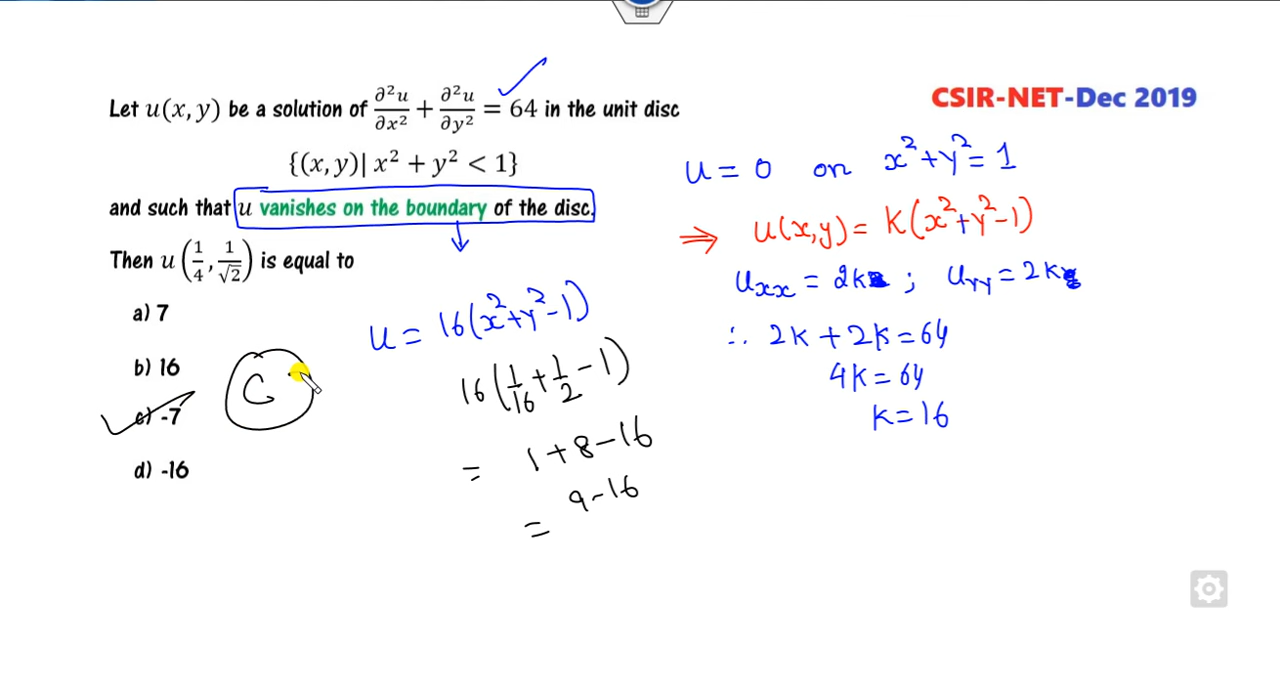 Let u(x, y) be a solution of ∂²u/∂x² + ∂²u/∂y² = 64 in the unit disc
{(x, y)| x² + y² < 1}
and such that u vanishes on the boundary of the disc.
Then u (1/4, 1/√2) is equal to
a) 7
b) 16
c) -7
d) -16
C
u = 16(x²+y²-1)
16(1/16 + 1/2 - 1)
= 1+8-16
= 9-16
CSIR-NET-Dec 2019
u = 0 on x²+y²=1
⇒ u(x,y) = K(x²+y²-1)
uxx = 2k ; uyy = 2k
∴ 2k + 2k = 64
4k = 64
k = 16